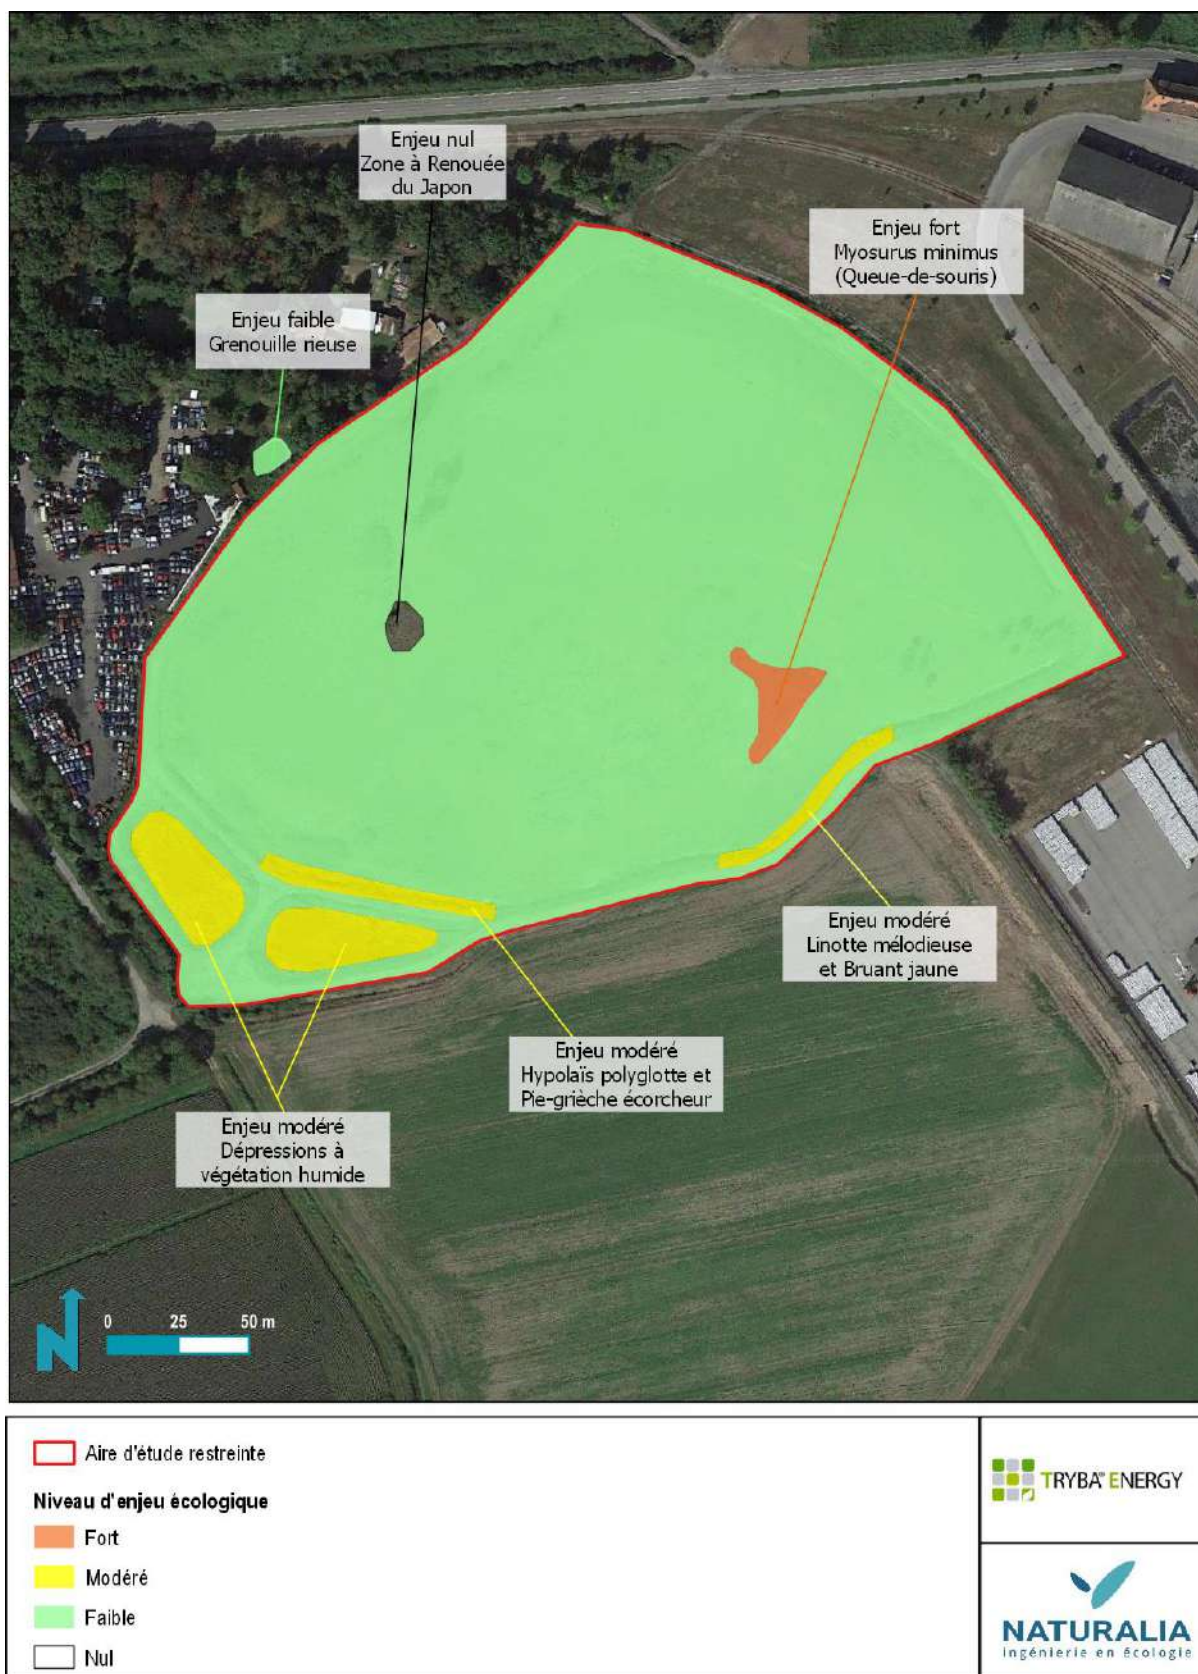 Enjeu nul
Zone à Renouée
du Japon
Enjeu fort
Myosurus minimus
(Queue-de-souris)
Enjeu faible
Grenouille rieuse
Enjeu modéré
Linotte mélodieuse
et Bruant jaune
Enjeu modéré
Hypolaïs polyglotte et
Pie-grièche écorcheur
Enjeu modéré
Dépressions à
végétation humide
N
0 25 50 m
Aire d'étude restreinte
Niveau d'enjeu écologique
Fort
Modéré
Faible
Nul
TRYBA ENERGY
NATURALIA
ingénierie en écologie